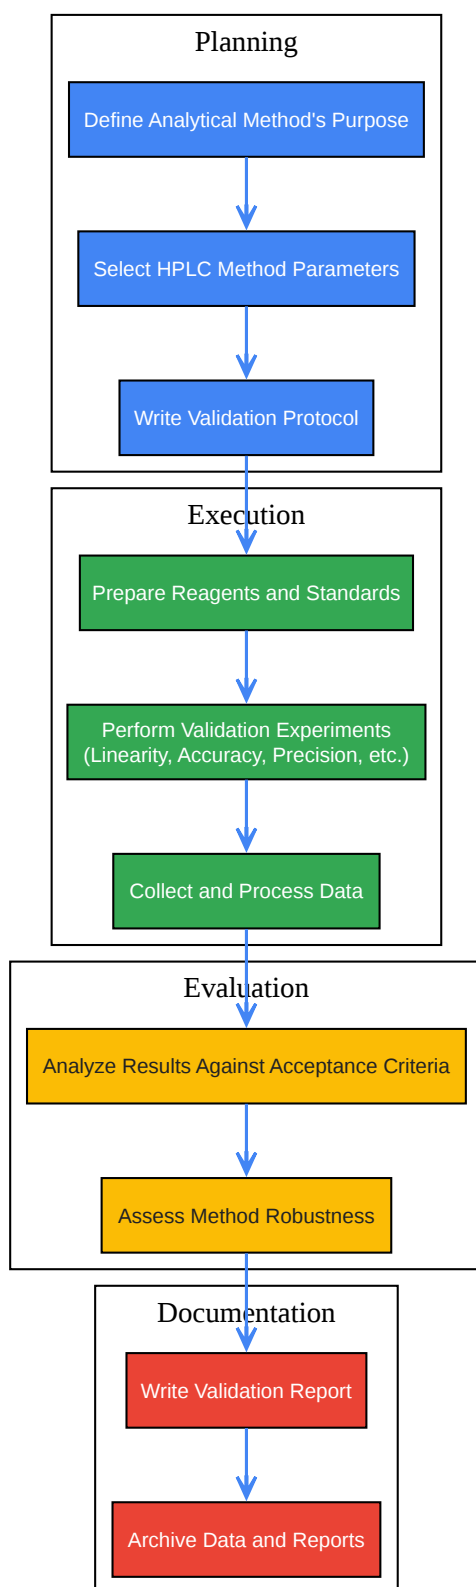 Planning
Define Analytical Method's Purpose
Select HPLC Method Parameters
Write Validation Protocol
Execution
Prepare Reagents and Standards
Perform Validation Experiments
(Linearity, Accuracy, Precision, etc.)
Collect and Process Data
Evaluation
Analyze Results Against Acceptance Criteria
Assess Method Robustness
Documentation
Write Validation Report
Archive Data and Reports